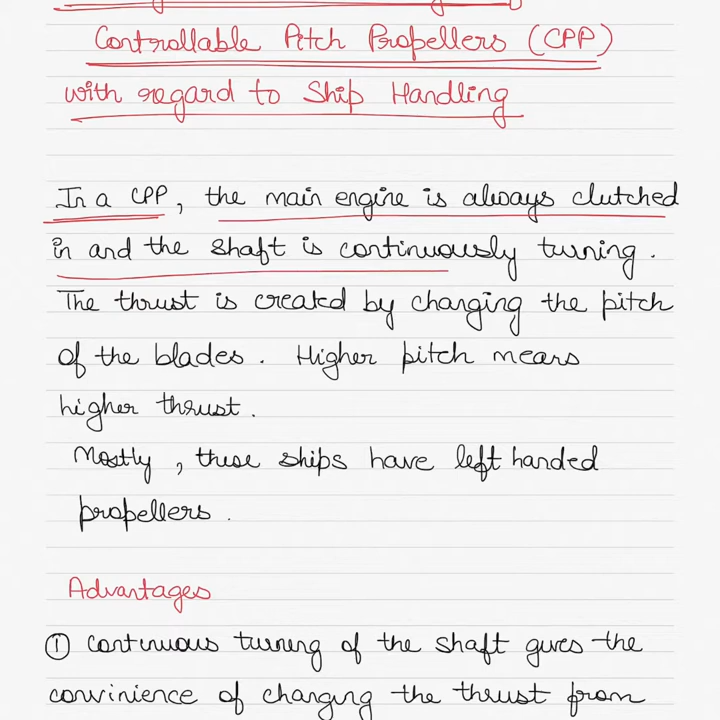 Controllable Pitch Propellers (CPP)
with regard to Ship Handling
In a CPP, the main engine is always clutched
in and the shaft is continuously turning.
The thrust is created by changing the pitch
of the blades. Higher pitch means
higher thrust.
Mostly, these ships have left handed
propellers.
Advantages
① Continuous turning of the shaft gives the
convinience of changing the thrust from